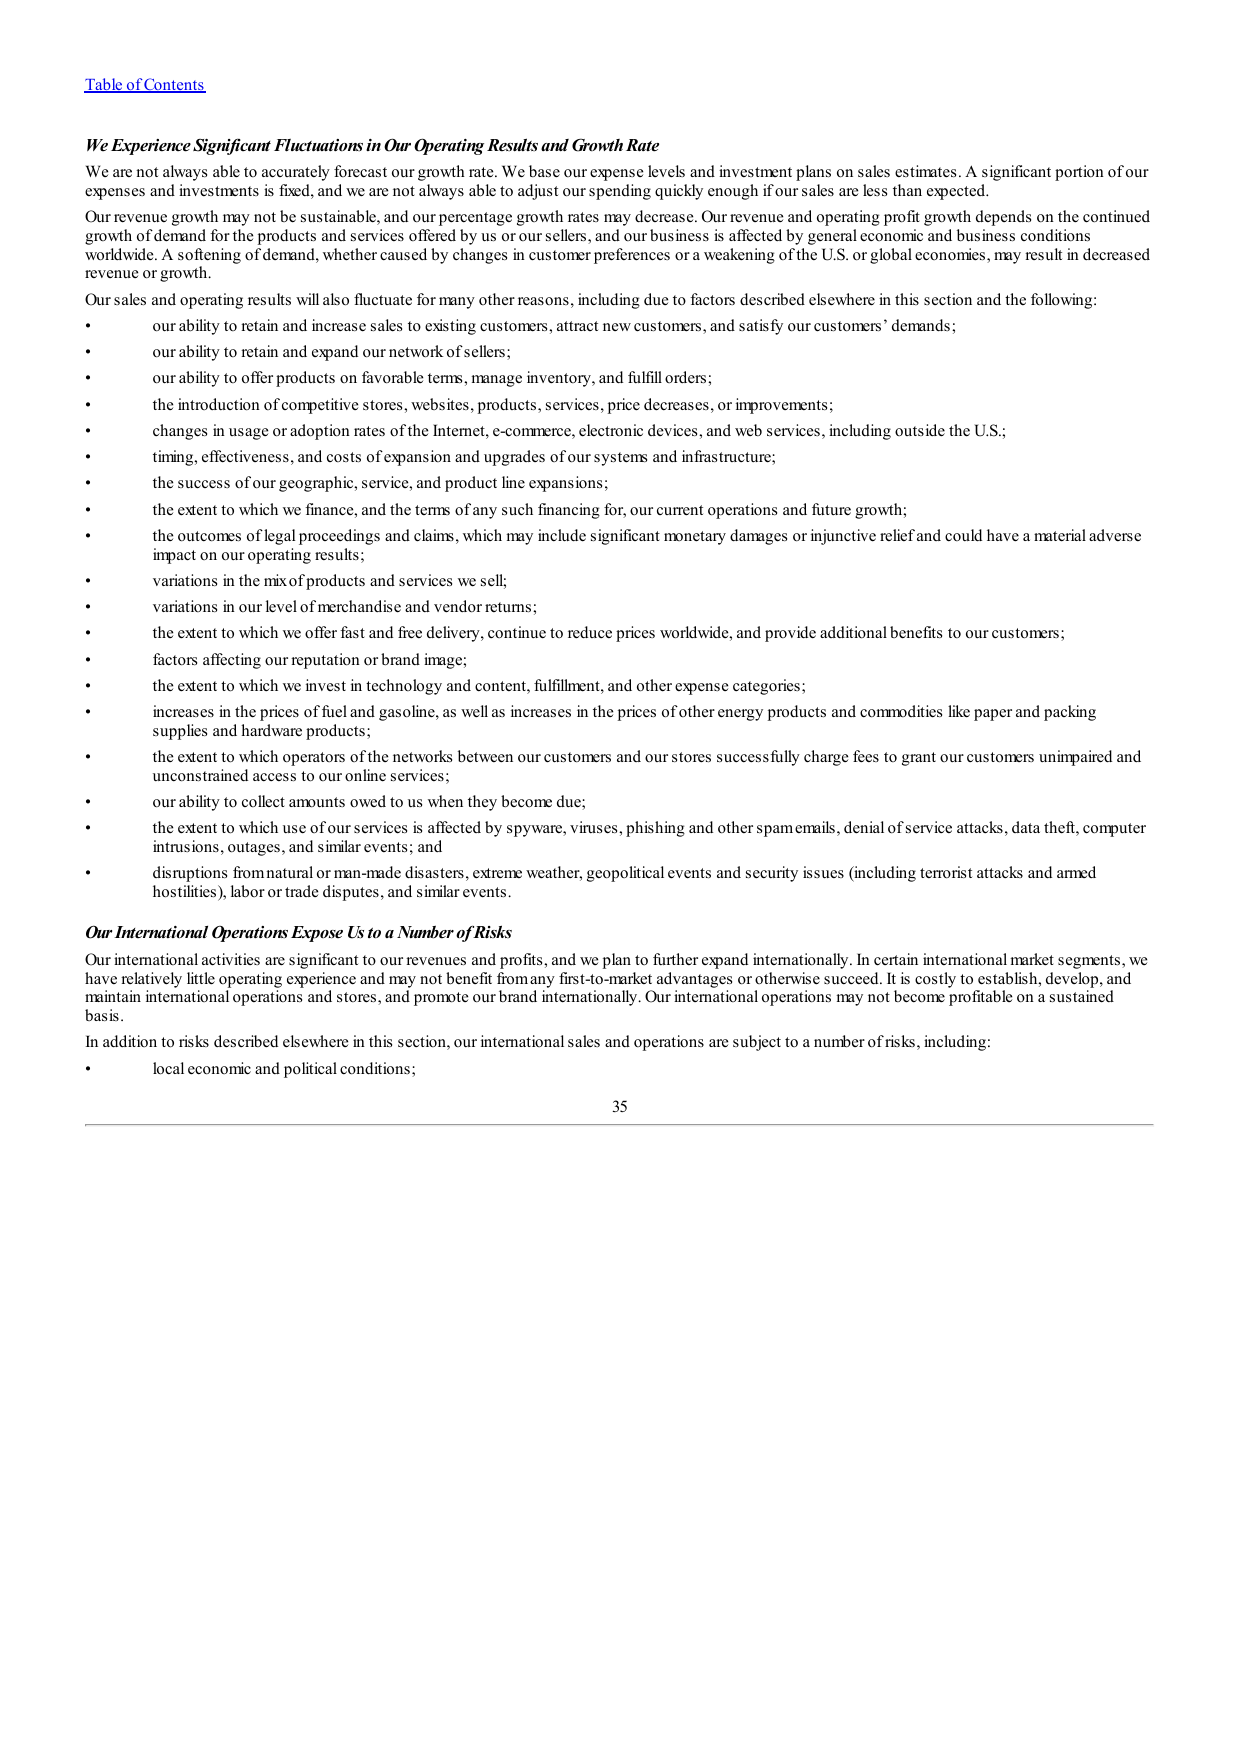 Table of Contents
We Experience Significant Fluctuations in Our Operating Results and Growth Rate
We are not always able to accurately forecast our growth rate. We base our expense levels and investment plans on sales estimates. A significant portion of our
expenses and investments is fixed, and we are not always able to adjust our spending quickly enough if our sales are less than expected.
Our revenue growth may not be sustainable, and our percentage growth rates may decrease. Our revenue and operating profit growth depends on the continued
growth of demand for the products and services offered by us or our sellers, and our business is affected by general economic and business conditions
worldwide. A softening of demand, whether caused by changes in customer preferences or a weakening of the U.S. or global economies, may result in decreased
revenue or growth.
Our sales and operating results will also fluctuate for many other reasons, including due to factors described elsewhere in this section and the following:
• our ability to retain and increase sales to existing customers, attract new customers, and satisfy our customers’ demands;
• our ability to retain and expand our network of sellers;
• our ability to offer products on favorable terms, manage inventory, and fulfill orders;
• the introduction of competitive stores, websites, products, services, price decreases, or improvements;
• changes in usage or adoption rates of the Internet, e-commerce, electronic devices, and web services, including outside the U.S.;
• timing, effectiveness, and costs of expansion and upgrades of our systems and infrastructure;
• the success of our geographic, service, and product line expansions;
• the extent to which we finance, and the terms of any such financing for, our current operations and future growth;
• the outcomes of legal proceedings and claims, which may include significant monetary damages or injunctive relief and could have a material adverse
impact on our operating results;
• variations in the mix of products and services we sell;
• variations in our level of merchandise and vendor returns;
• the extent to which we offer fast and free delivery, continue to reduce prices worldwide, and provide additional benefits to our customers;
• factors affecting our reputation or brand image;
• the extent to which we invest in technology and content, fulfillment, and other expense categories;
• increases in the prices of fuel and gasoline, as well as increases in the prices of other energy products and commodities like paper and packing
supplies and hardware products;
• the extent to which operators of the networks between our customers and our stores successfully charge fees to grant our customers unimpaired and
unconstrained access to our online services;
• our ability to collect amounts owed to us when they become due;
• the extent to which use of our services is affected by spyware, viruses, phishing and other spam emails, denial of service attacks, data theft, computer
intrusions, outages, and similar events; and
• disruptions from natural or man-made disasters, extreme weather, geopolitical events and security issues (including terrorist attacks and armed
hostilities), labor or trade disputes, and similar events.
Our International Operations Expose Us to a Number of Risks
Our international activities are significant to our revenues and profits, and we plan to further expand internationally. In certain international market segments, we
have relatively little operating experience and may not benefit from any first-to-market advantages or otherwise succeed. It is costly to establish, develop, and
maintain international operations and stores, and promote our brand internationally. Our international operations may not become profitable on a sustained
basis.
In addition to risks described elsewhere in this section, our international sales and operations are subject to a number of risks, including:
• local economic and political conditions;
35